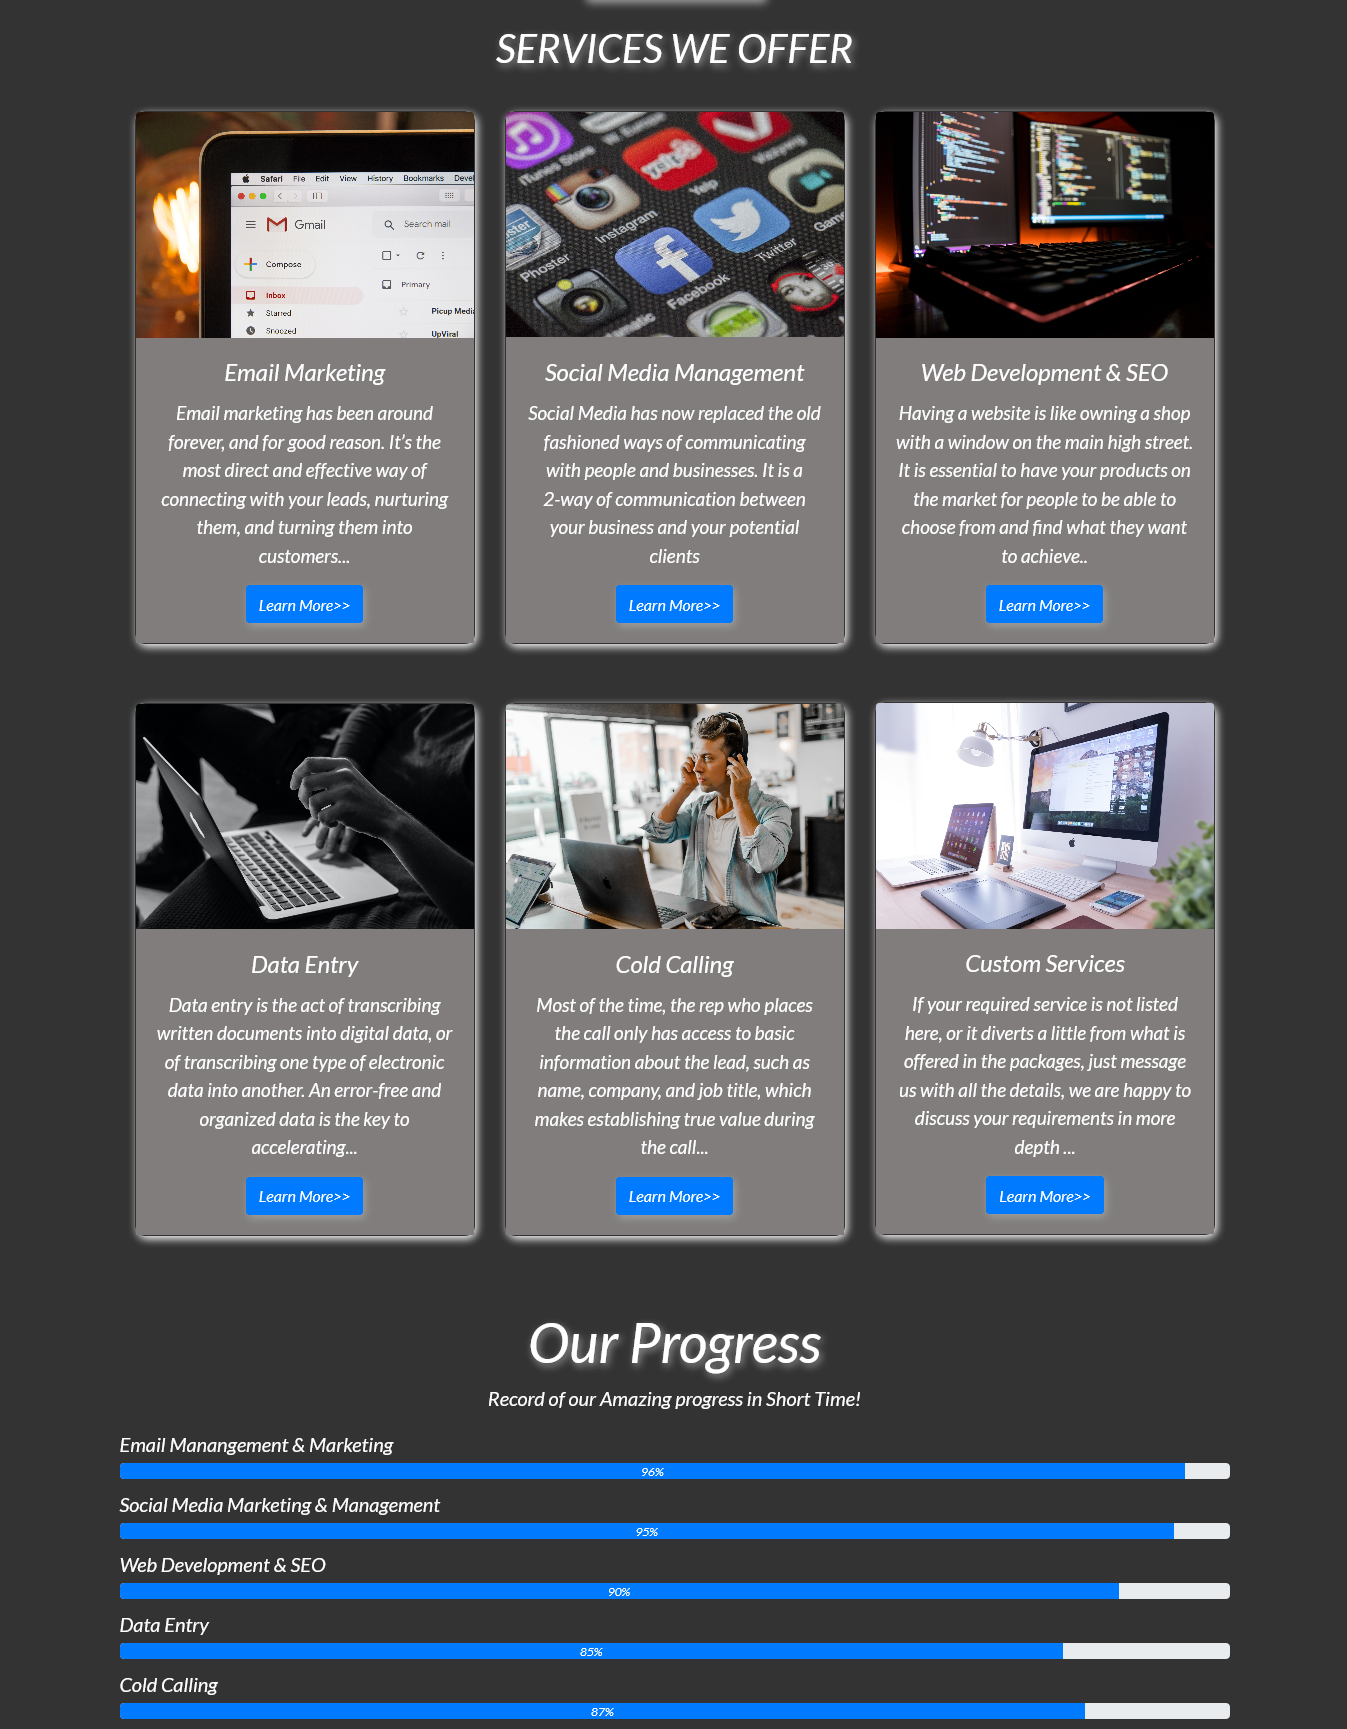 SERVICES WE OFFER
Safari File Edit View History Bookmarks Devel
Gmail
Search mail
Compose
Inbox
Primary
Starred
Picup Media
Snoozed
UpViral
Yelp
Instagram
Twitter
Phoster
Facebook
Email Marketing
Email marketing has been around
forever, and for good reason. It’s the
most direct and effective way of
connecting with your leads, nurturing
them, and turning them into
customers...
Learn More>>
Social Media Management
Social Media has now replaced the old
fashioned ways of communicating
with people and businesses. It is a
2-way of communication between
your business and your potential
clients
Learn More>>
Web Development & SEO
Having a website is like owning a shop
with a window on the main high street.
It is essential to have your products on
the market for people to be able to
choose from and find what they want
to achieve..
Learn More>>
Data Entry
Data entry is the act of transcribing
written documents into digital data, or
of transcribing one type of electronic
data into another. An error-free and
organized data is the key to
accelerating...
Learn More>>
Cold Calling
Most of the time, the rep who places
the call only has access to basic
information about the lead, such as
name, company, and job title, which
makes establishing true value during
the call...
Learn More>>
Custom Services
If your required service is not listed
here, or it diverts a little from what is
offered in the packages, just message
us with all the details, we are happy to
discuss your requirements in more
depth ...
Learn More>>
Our Progress
Record of our Amazing progress in Short Time!
Email Manangement & Marketing
96%
Social Media Marketing & Management
95%
Web Development & SEO
90%
Data Entry
85%
Cold Calling
87%